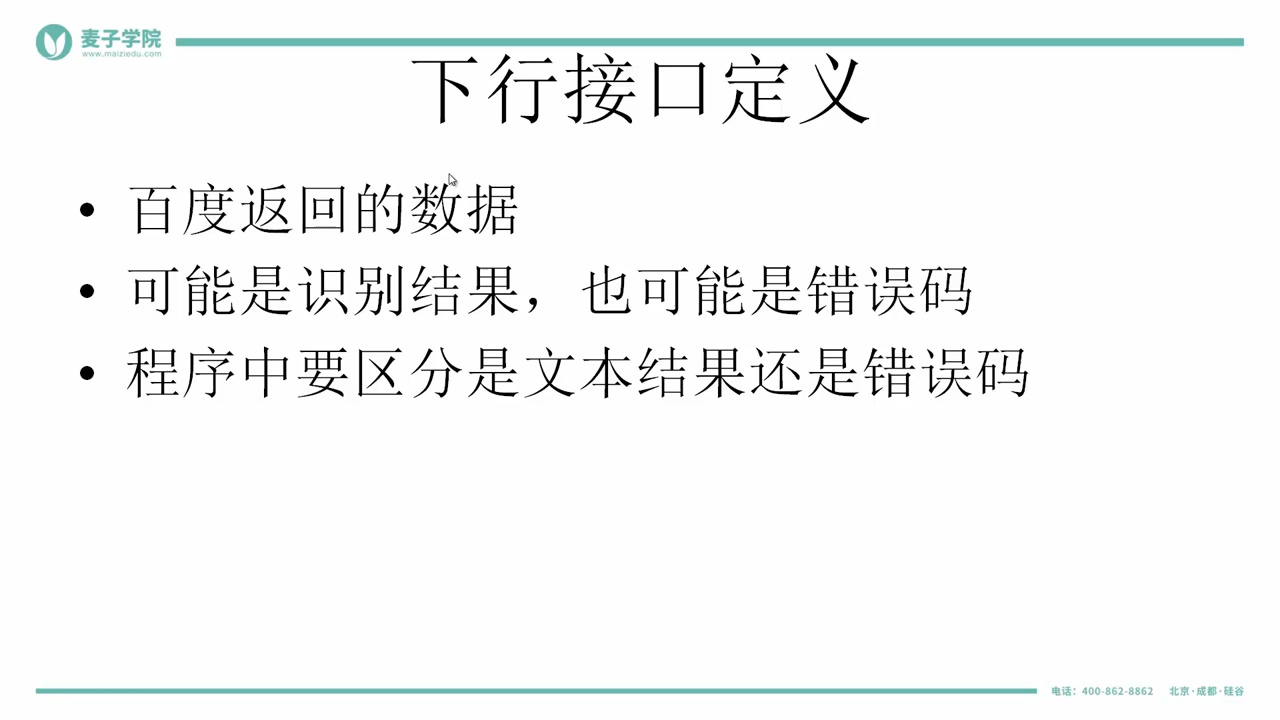 麦子学院
www.maiziedu.com
下行接口定义
• 百度返回的数据
• 可能是识别结果，也可能是错误码
• 程序中要区分是文本结果还是错误码
电话：400-862-8862 北京·成都·硅谷